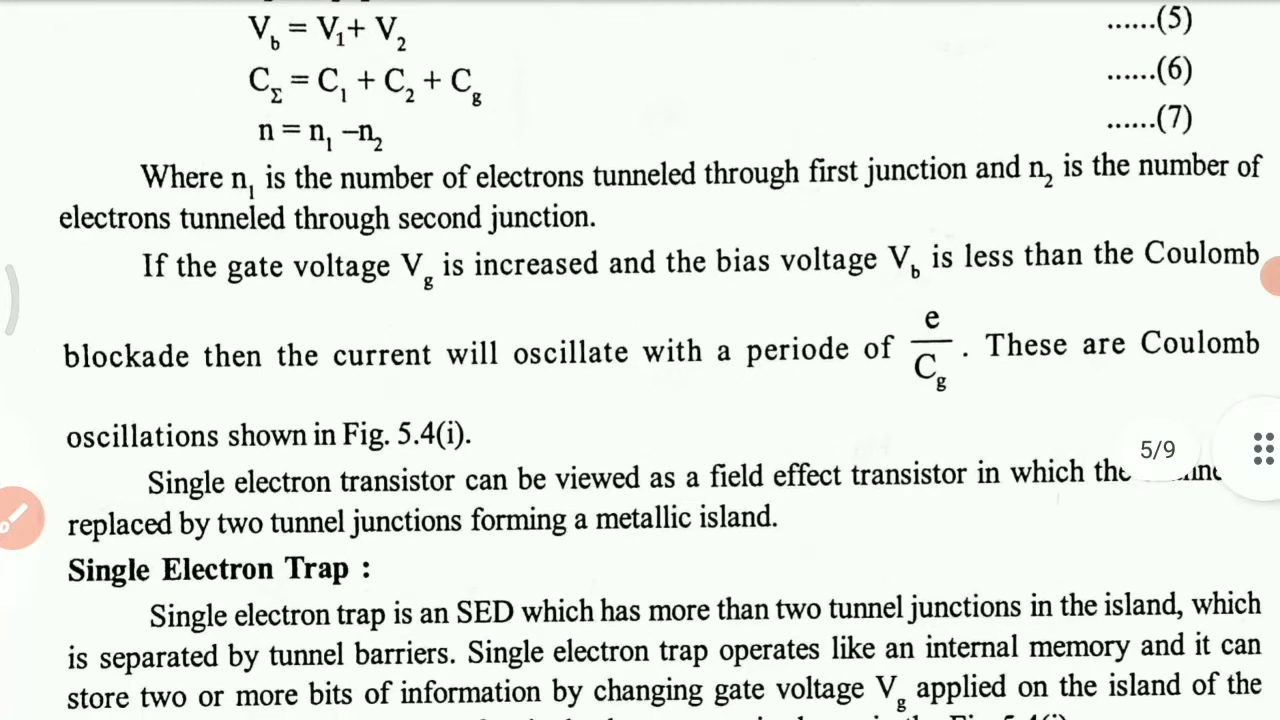 V_b = V_1 + V_2 ......(5)
C_Σ = C_1 + C_2 + C_g ......(6)
n = n_1 –n_2 ......(7)
Where n_1 is the number of electrons tunneled through first junction and n_2 is the number of
electrons tunneled through second junction.
If the gate voltage V_g is increased and the bias voltage V_b is less than the Coulomb
blockade then the current will oscillate with a periode of e/C_g. These are Coulomb
oscillations shown in Fig. 5.4(i).
5/9
Single electron transistor can be viewed as a field effect transistor in which the
replaced by two tunnel junctions forming a metallic island.
Single Electron Trap :
Single electron trap is an SED which has more than two tunnel junctions in the island, which
is separated by tunnel barriers. Single electron trap operates like an internal memory and it can
store two or more bits of information by changing gate voltage V_g applied on the island of the